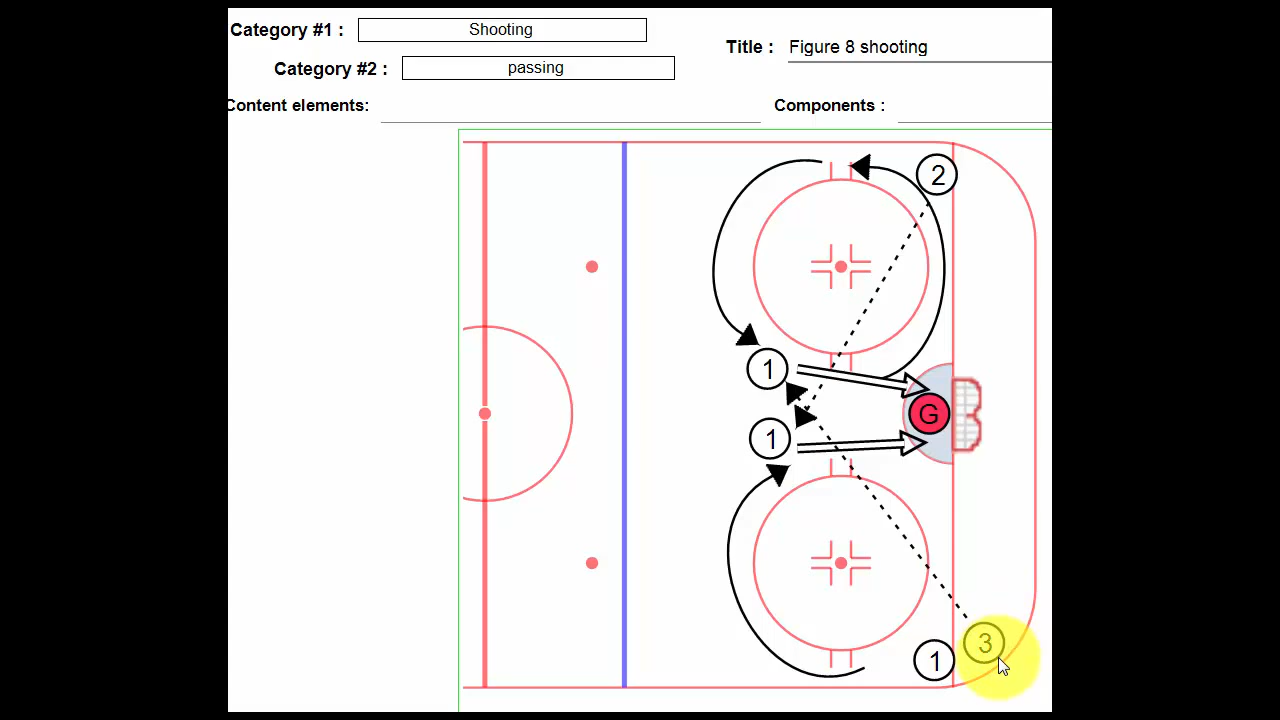 Category #1 : Shooting
Title : Figure 8 shooting
Category #2 : passing
Content elements:
Components :
2
1
G
1
3
1